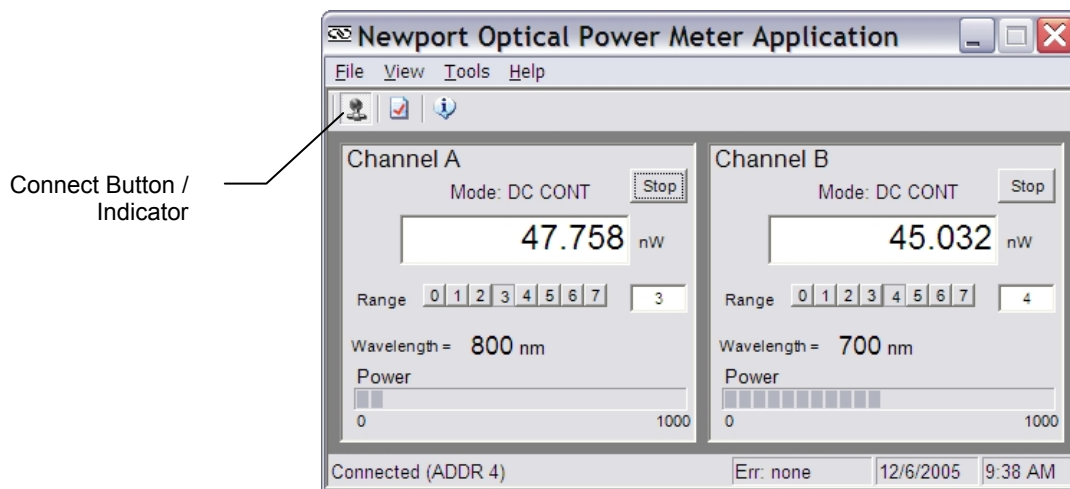 Newport Optical Power Meter Application
File View Tools Help
Connect Button /
Indicator
Channel A
Mode: DC CONT
Stop
47.758 nW
Range 0 1 2 3 4 5 6 7 3
Wavelength = 800 nm
Power
0 1000
Channel B
Mode: DC CONT
Stop
45.032 nW
Range 0 1 2 3 4 5 6 7 4
Wavelength = 700 nm
Power
0 1000
Connected (ADDR 4) Err: none 12/6/2005 9:38 AM